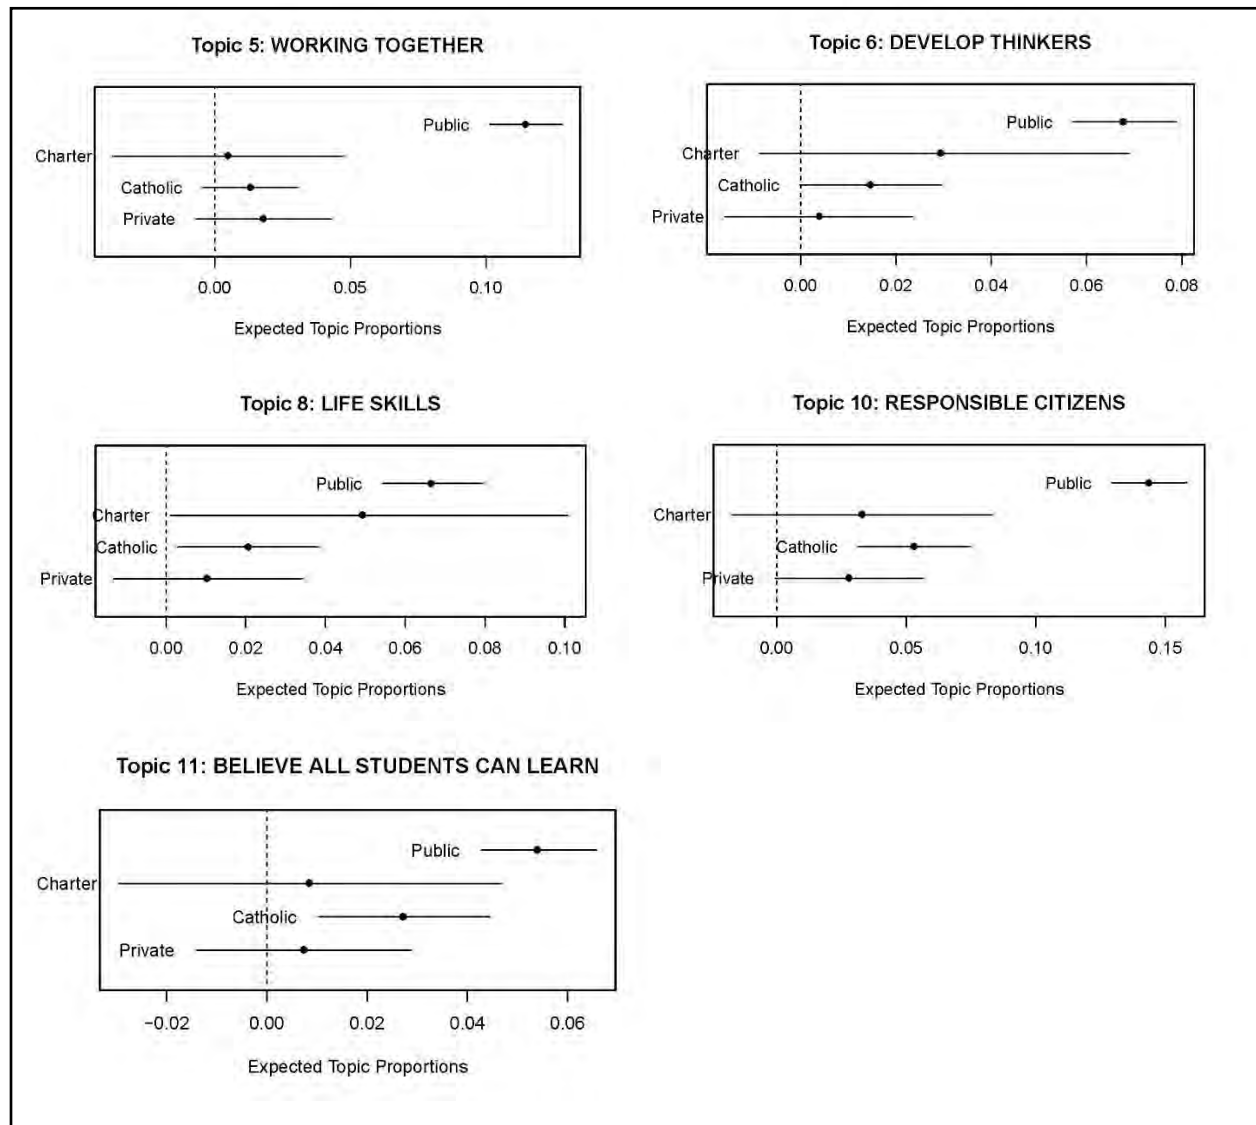 Topic 5: WORKING TOGETHER
Public
Charter
Catholic
Private
0.00 0.05 0.10
Expected Topic Proportions
Topic 6: DEVELOP THINKERS
Public
Charter
Catholic
Private
0.00 0.02 0.04 0.06 0.08
Expected Topic Proportions
Topic 8: LIFE SKILLS
Public
Charter
Catholic
Private
0.00 0.02 0.04 0.06 0.08 0.10
Expected Topic Proportions
Topic 10: RESPONSIBLE CITIZENS
Public
Charter
Catholic
Private
0.00 0.05 0.10 0.15
Expected Topic Proportions
Topic 11: BELIEVE ALL STUDENTS CAN LEARN
Public
Charter
Catholic
Private
−0.02 0.00 0.02 0.04 0.06
Expected Topic Proportions